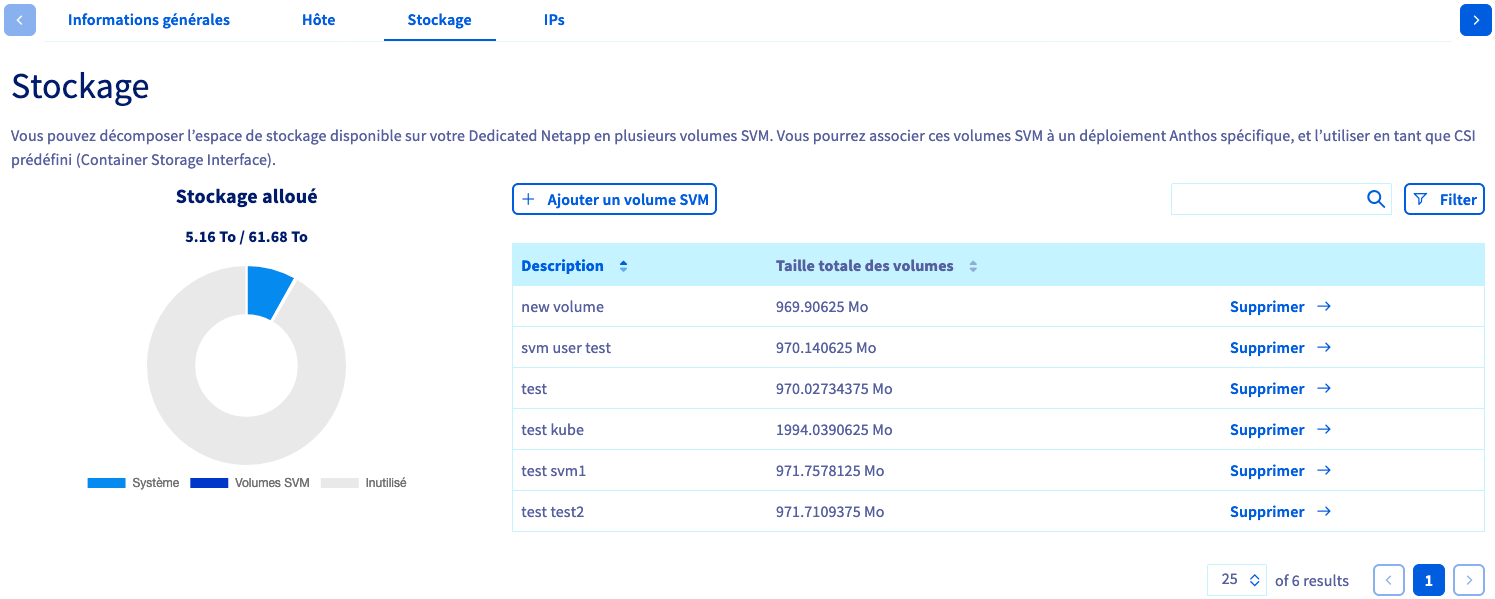 Informations générales Hôte Stockage IPs
Stockage
Vous pouvez décomposer l’espace de stockage disponible sur votre Dedicated Netapp en plusieurs volumes SVM. Vous pourrez associer ces volumes SVM à un déploiement Anthos spécifique, et l’utiliser en tant que CSI
prédéfini (Container Storage Interface).
Stockage alloué
5.16 To / 61.68 To
Système Volumes SVM Inutilisé
Ajouter un volume SVM Filter
Description Taille totale des volumes
new volume 969.90625 Mo Supprimer
svm user test 970.140625 Mo Supprimer
test 970.02734375 Mo Supprimer
test kube 1994.0390625 Mo Supprimer
test svm1 971.7578125 Mo Supprimer
test test2 971.7109375 Mo Supprimer
25 of 6 results 1